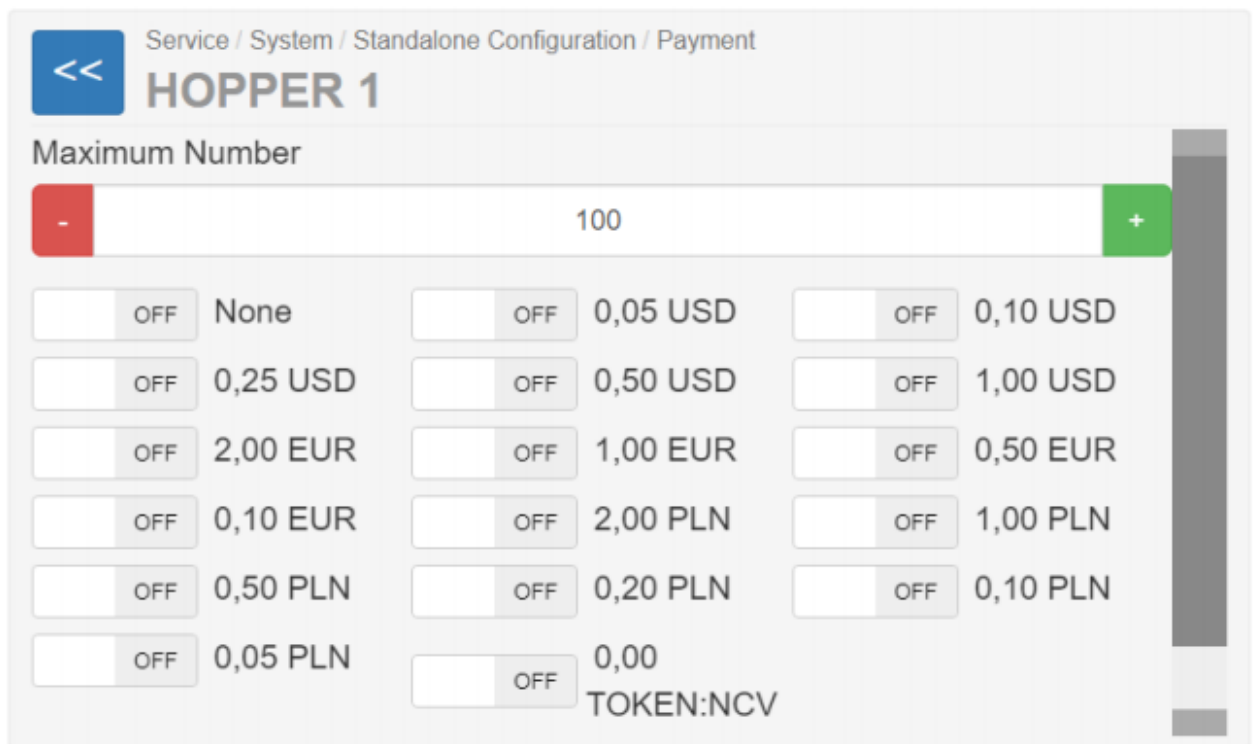 <<
Service / System / Standalone Configuration / Payment
HOPPER 1
Maximum Number
- 100 +
OFF None OFF 0,05 USD OFF 0,10 USD
OFF 0,25 USD OFF 0,50 USD OFF 1,00 USD
OFF 2,00 EUR OFF 1,00 EUR OFF 0,50 EUR
OFF 0,10 EUR OFF 2,00 PLN OFF 1,00 PLN
OFF 0,50 PLN OFF 0,20 PLN OFF 0,10 PLN
OFF 0,05 PLN OFF 0,00
TOKEN:NCV